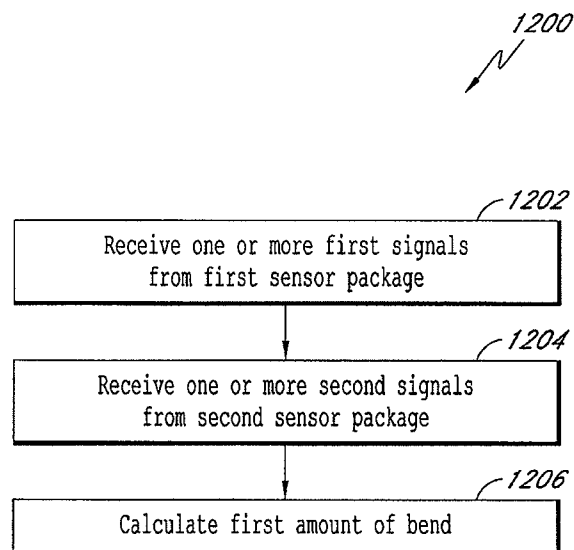 1200
1202
Receive one or more first signals
from first sensor package
1204
Receive one or more second signals
from second sensor package
1206
Calculate first amount of bend